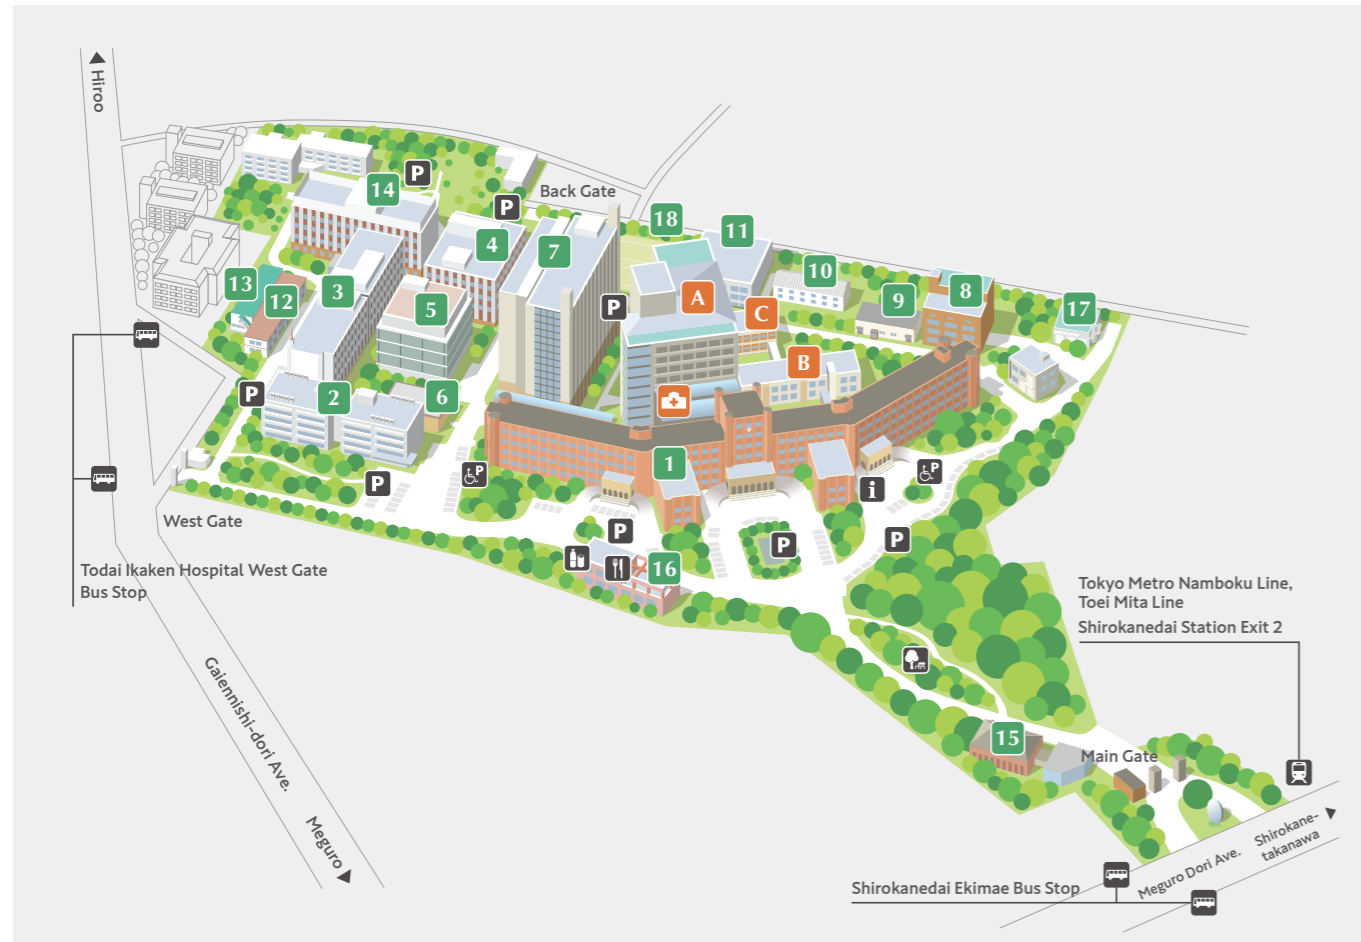 Hiroo
P
14
P
Back Gate
18
11
4
7
10
13
12
3
5
A
P
C
9
8
17
B
P
2
6
1
P
P
P
i
West Gate
P
P
P
16
Todai Ikaken Hospital West Gate
Bus Stop
Tokyo Metro Namboku Line,
Toei Mita Line
Shirokanedai Station Exit 2
Gaiennishi-dori Ave.
15
Main Gate
Meguro
Shirokane-
takanawa
Meguro Dori Ave.
Shirokanedai Ekimae Bus Stop